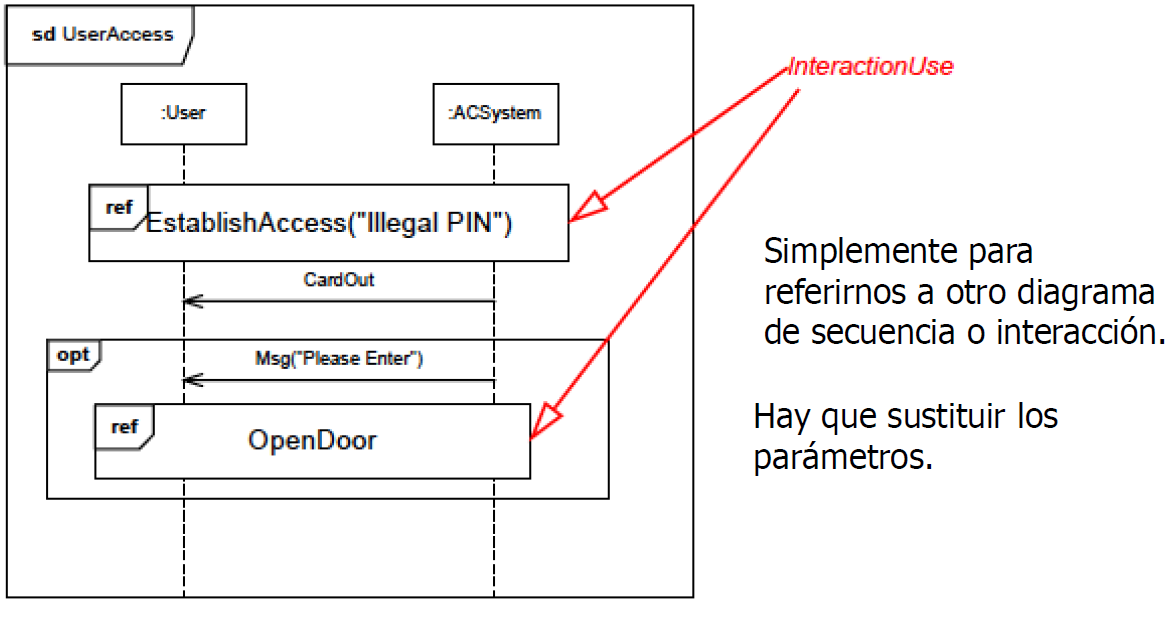 sd UserAccess
InteractionUse
:User
:ACSystem
ref
EstablishAccess("Illegal PIN")
CardOut
opt
Msg("Please Enter")
ref
OpenDoor
Simplemente para
referirnos a otro diagrama
de secuencia o interacción.
Hay que sustituir los
parámetros.